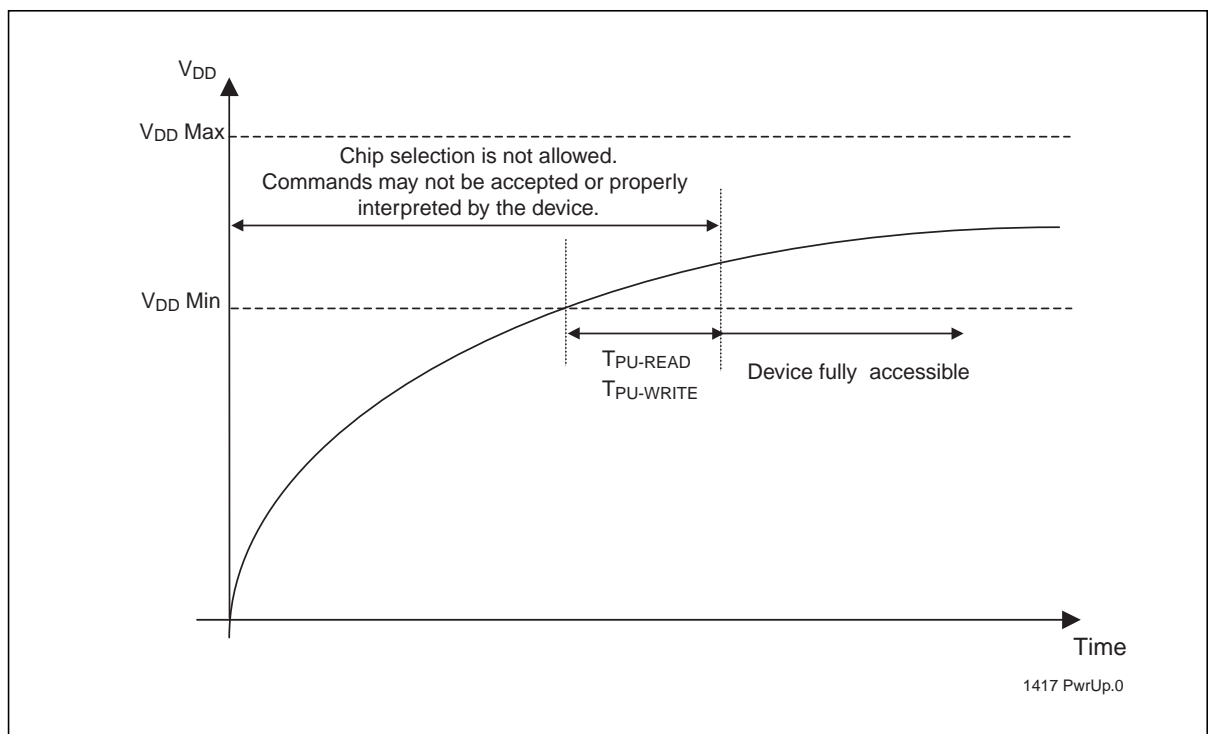 VDD
VDD Max
Chip selection is not allowed.
Commands may not be accepted or properly
interpreted by the device.
VDD Min
TPU-READ
TPU-WRITE
Device fully accessible
Time
1417 PwrUp.0